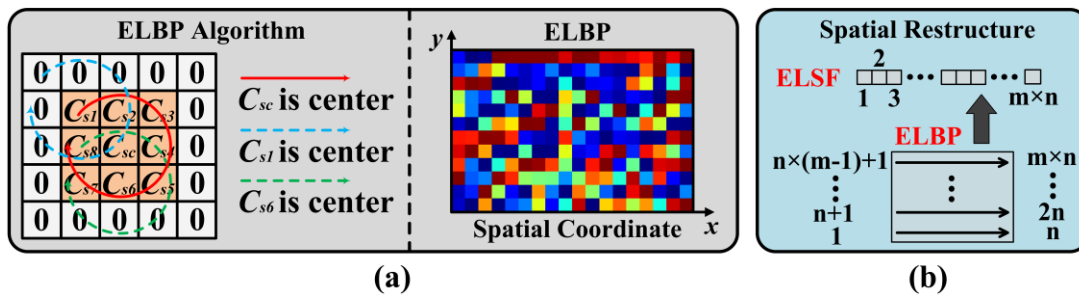 ELBP Algorithm
0 0 0 0 0
0 Cs1 Cs2 Cs3 0
0 Cs8 Csc Cs4 0
0 Cs7 Cs6 Cs5 0
0 0 0 0 0
Csc is center
Cs1 is center
Cs6 is center
ELBP
y
Spatial Coordinate x
(a)
Spatial Restructure
2
ELSF ••• •••
1 3 m×n
ELBP
n×(m-1)+1 m×n
n+1 2n
1 n
(b)